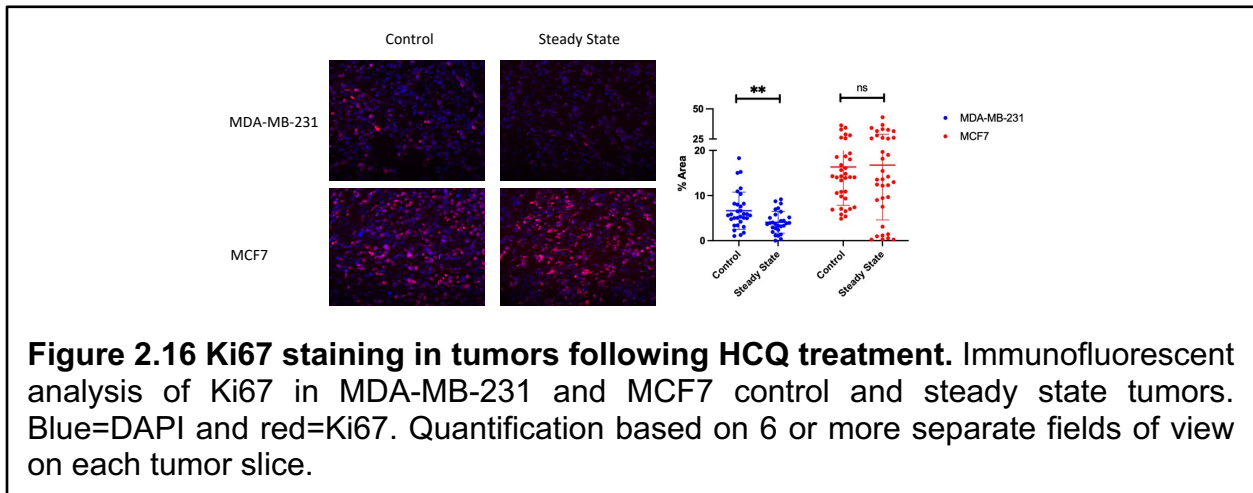 Control Steady State
MDA-MB-231
MCF7
** ns
50
25
20
10
0
% Area
Control
Steady State
Control
Steady State
MDA-MB-231
MCF7
Figure 2.16 Ki67 staining in tumors following HCQ treatment. Immunofluorescent
analysis of Ki67 in MDA-MB-231 and MCF7 control and steady state tumors.
Blue=DAPI and red=Ki67. Quantification based on 6 or more separate fields of view
on each tumor slice.